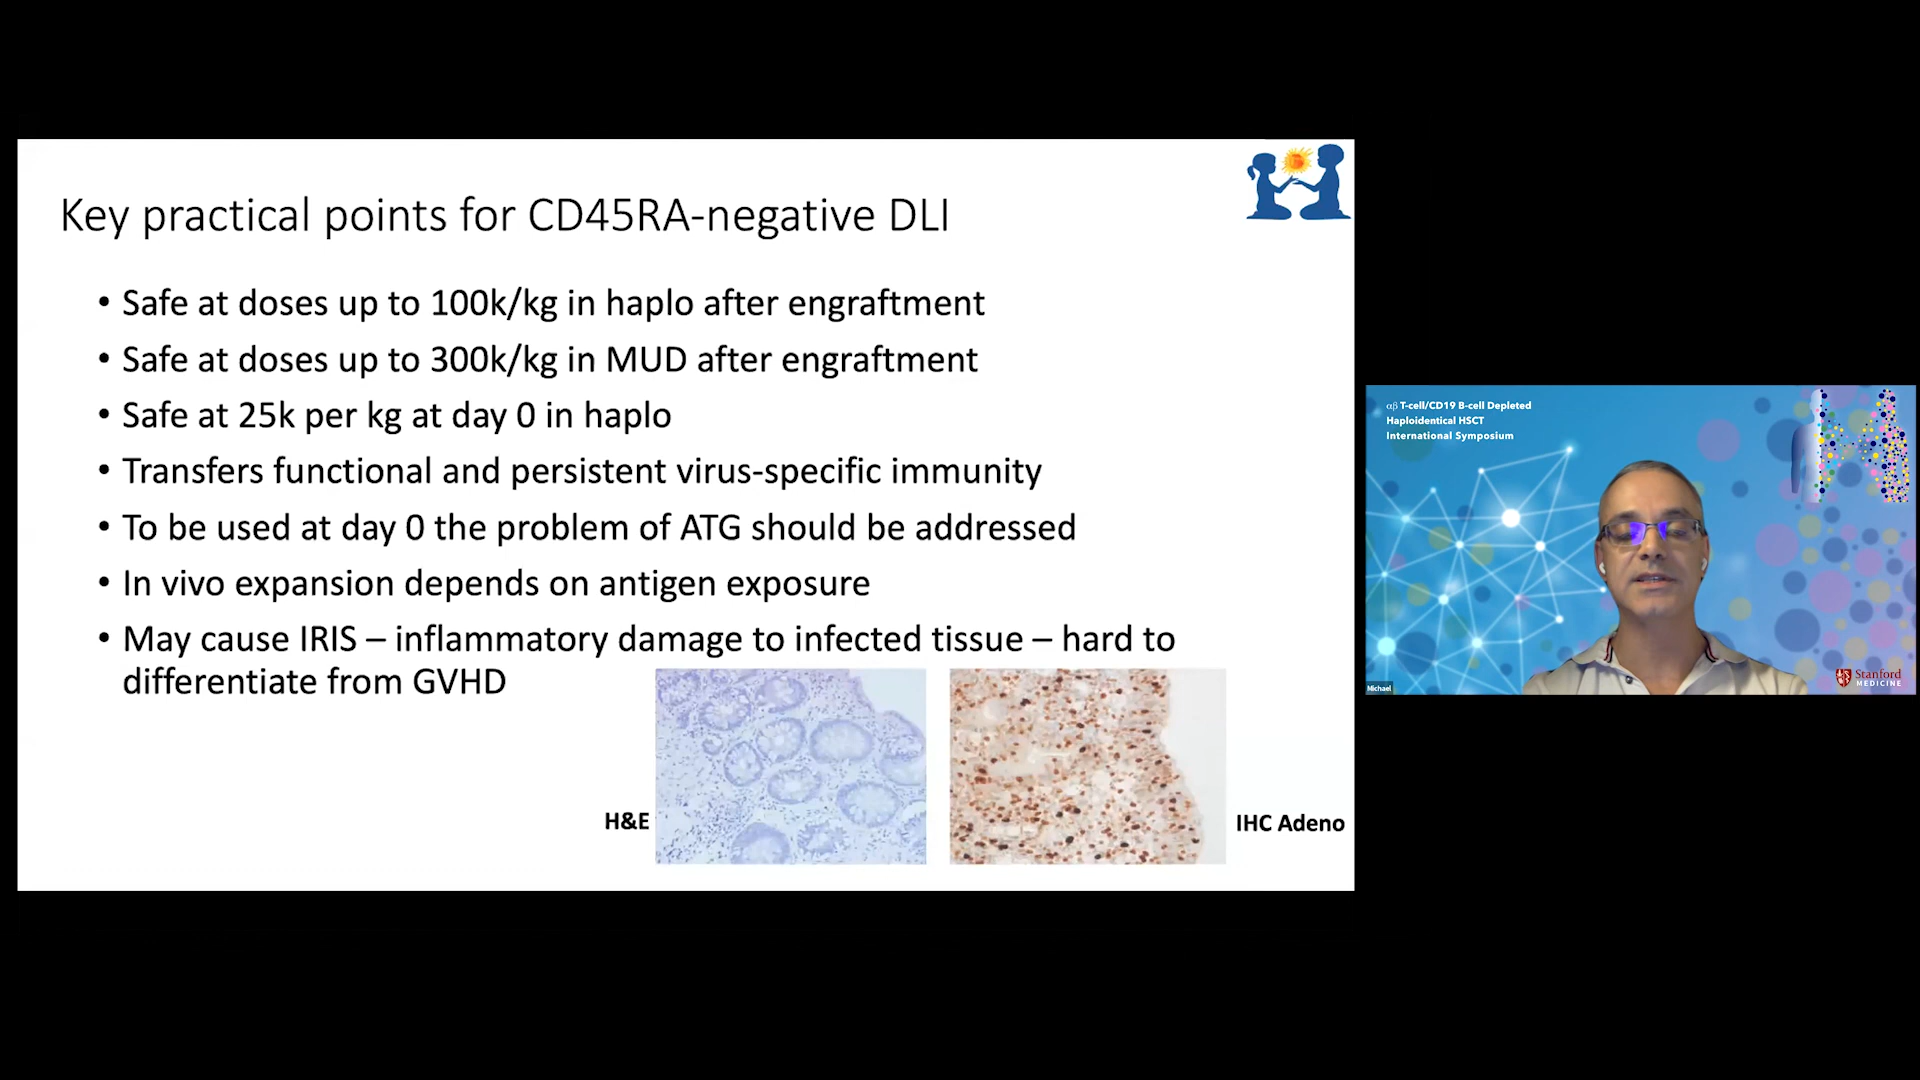 Key practical points for CD45RA-negative DLI
• Safe at doses up to 100k/kg in haplo after engraftment
• Safe at doses up to 300k/kg in MUD after engraftment
• Safe at 25k per kg at day 0 in haplo
• Transfers functional and persistent virus-specific immunity
• To be used at day 0 the problem of ATG should be addressed
• In vivo expansion depends on antigen exposure
• May cause IRIS – inflammatory damage to infected tissue – hard to
differentiate from GVHD
H&E
IHC Adeno
αβ T-cell/CD19 B-cell Depleted
Haploidentical HSCT
International Symposium
Michael
Stanford
MEDICINE